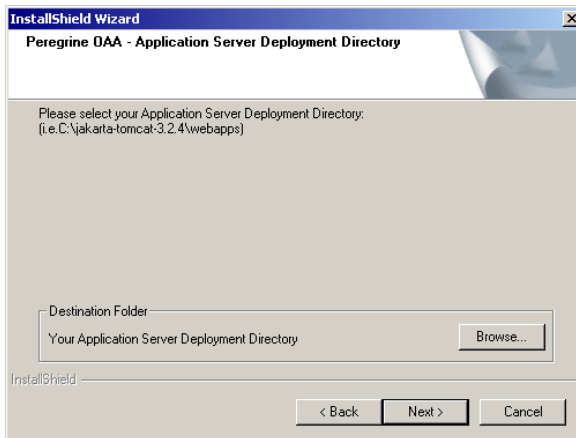 InstallShield Wizard
Peregrine OAA - Application Server Deployment Directory
Please select your Application Server Deployment Directory:
(i.e.C:\jakarta-tomcat-3.2.4\webapps)
Destination Folder
Your Application Server Deployment Directory
Browse...
InstallShield
< Back
Next >
Cancel